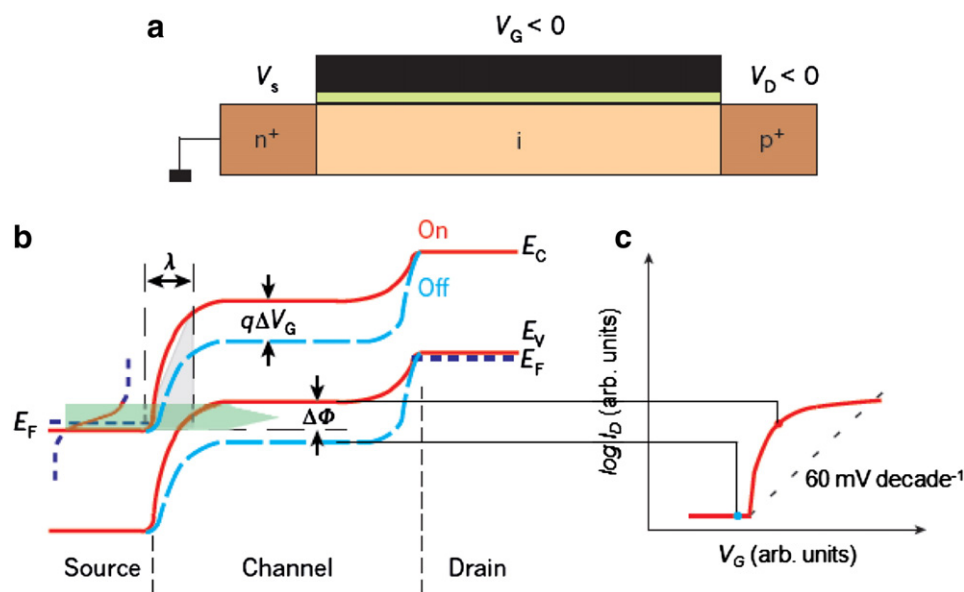 a
V_G < 0
V_s
V_D < 0
n⁺
i
p⁺
b
On
E_C
λ
Off
qΔV_G
E_V
E_F
ΔΦ
E_F
Source
Channel
Drain
c
log I_D (arb. units)
60 mV decade⁻¹
V_G (arb. units)